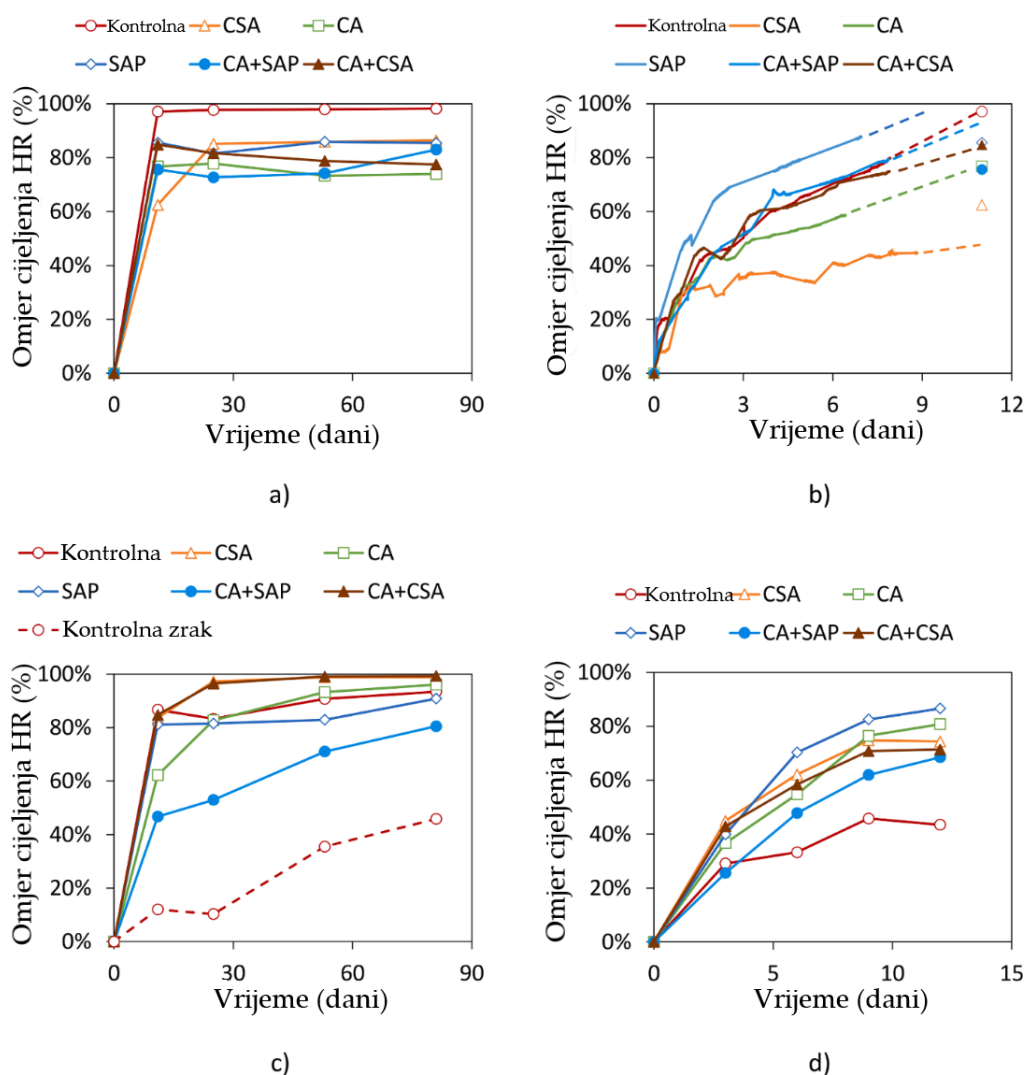 Kontrolna CSA CA
SAP CA+SAP CA+CSA
Omjer cijeljenja HR (%)
100%
80%
60%
40%
20%
0%
0 30 60 90
Vrijeme (dani)
a)
Kontrolna CSA CA
SAP CA+SAP CA+CSA
Omjer cijeljenja HR (%)
100%
80%
60%
40%
20%
0%
0 3 6 9 12
Vrijeme (dani)
b)
Kontrolna CSA CA
SAP CA+SAP CA+CSA
Kontrolna zrak
Omjer cijeljenja HR (%)
100%
80%
60%
40%
20%
0%
0 30 60 90
Vrijeme (dani)
c)
Kontrolna CSA CA
SAP CA+SAP CA+CSA
Omjer cijeljenja HR (%)
100%
80%
60%
40%
20%
0%
0 5 10 15
Vrijeme (dani)
d)